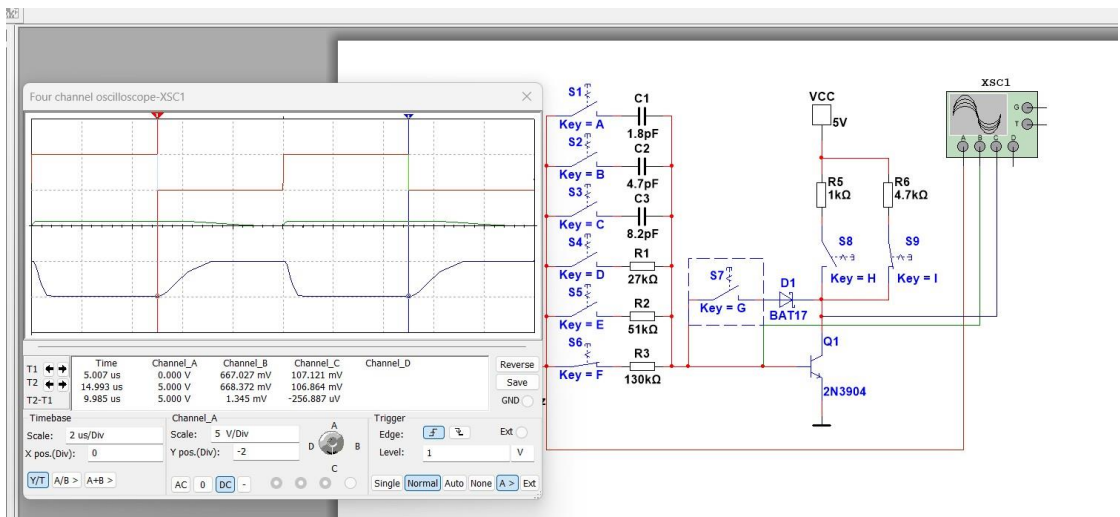 Four channel oscilloscope-XSC1
Time Channel_A Channel_B Channel_C Channel_D
T1 5.007 us 0.000 V 667.027 mV 107.121 mV
T2 14.993 us 5.000 V 668.372 mV 106.864 mV
T2-T1 9.985 us 5.000 V 1.345 mV -256.887 uV
Reverse
Save
GND
Timebase
Scale: 2 us/Div
X pos.(Div): 0
Y/T A/B > A+B >
Channel_A
Scale: 5 V/Div
Y pos.(Div): -2
AC 0 DC -
A
B
C
D
Trigger
Edge: Ext
Level: 1 V
Single Normal Auto None A > Ext
S1
Key = A
C1
1.8pF
S2
Key = B
C2
4.7pF
S3
Key = C
C3
8.2pF
S4
Key = D
R1
27kΩ
S5
Key = E
R2
51kΩ
S6
Key = F
R3
130kΩ
S7
Key = G
D1
BAT17
VCC
5V
R5
1kΩ
R6
4.7kΩ
S8
Key = H
S9
Key = I
Q1
2N3904
XSC1
G
T
A B C D